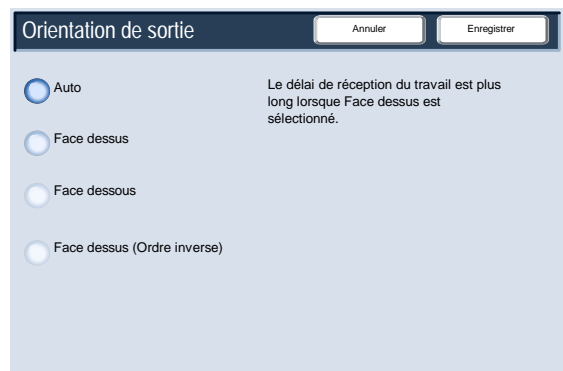 Orientation de sortie
Annuler
Enregistrer
Auto
Le délai de réception du travail est plus
long lorsque Face dessus est
sélectionné.
Face dessus
Face dessous
Face dessus (Ordre inverse)